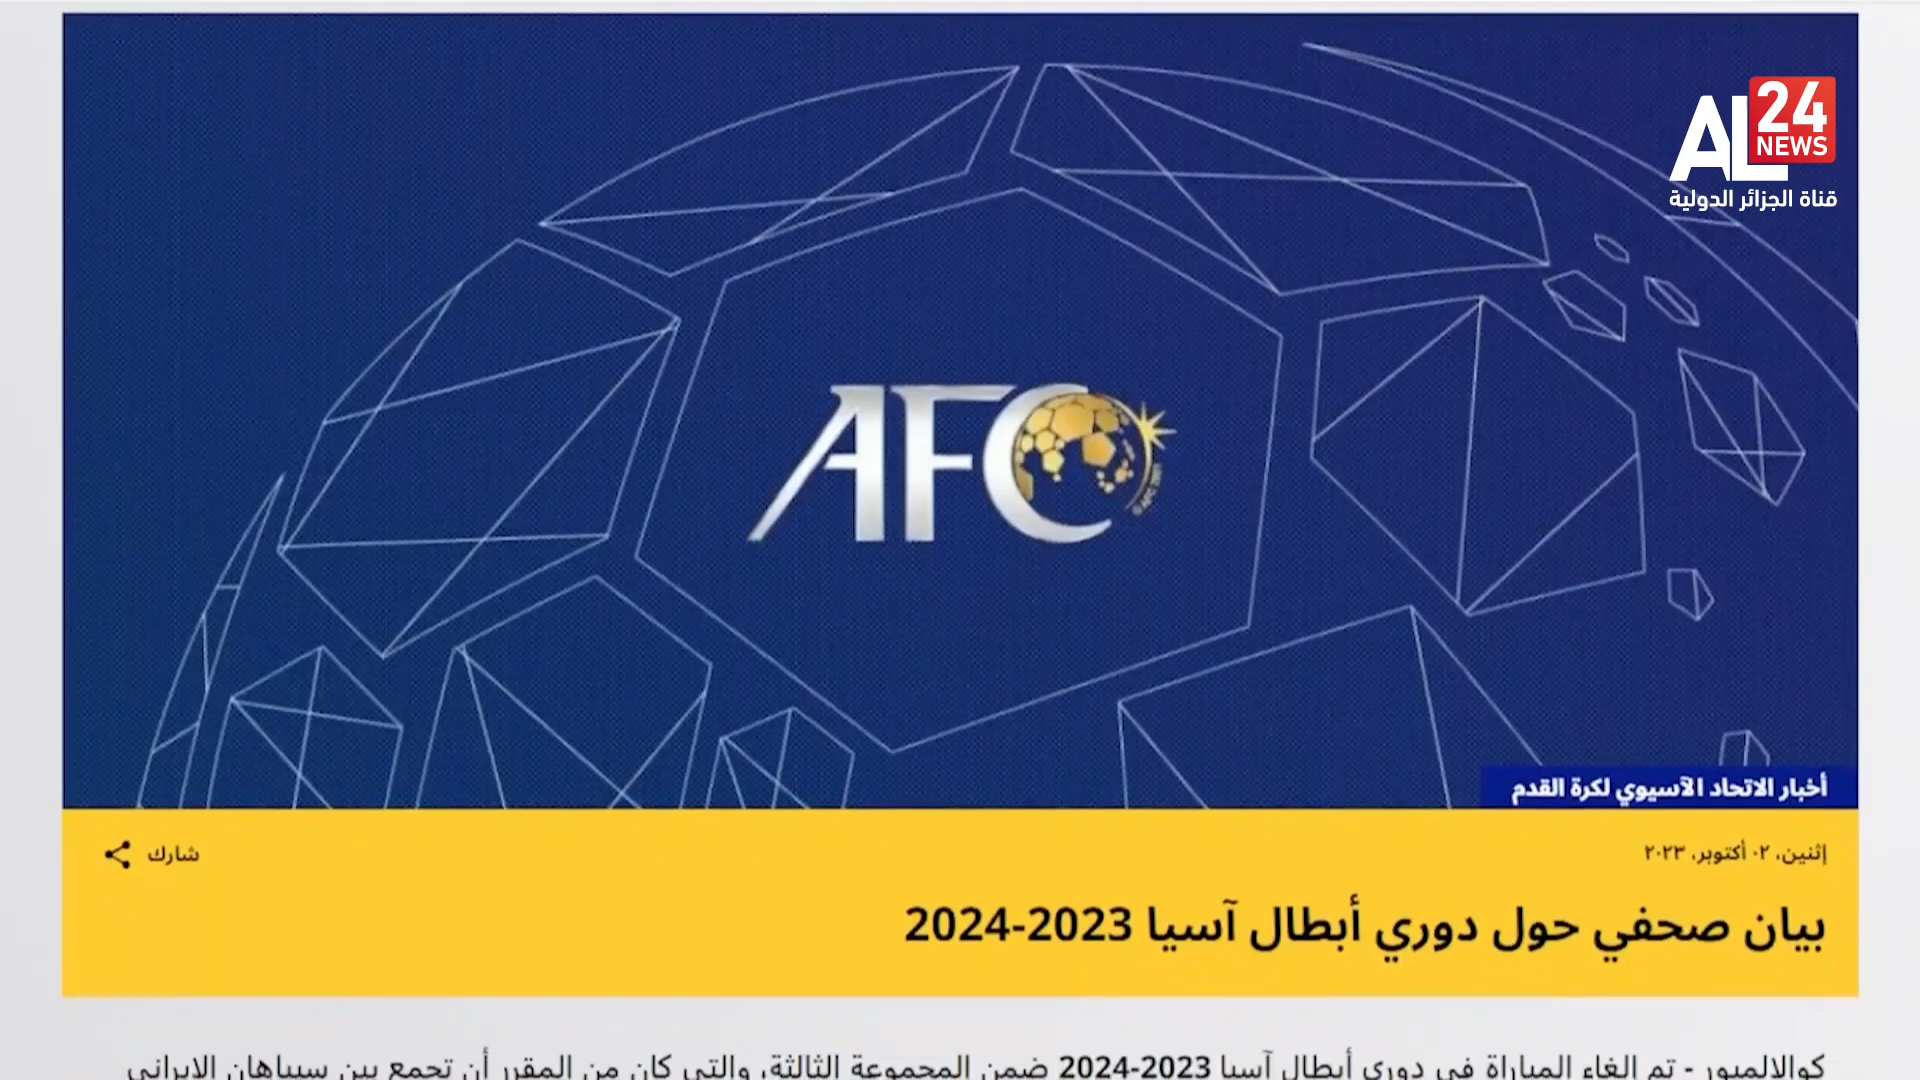 AL 24 NEWS
قناة الجزائر الدولية
AFC
أخبار الاتحاد الآسيوي لكرة القدم
إثنين، ٠٢ أكتوبر، ٢٠٢٣
شارك
بيان صحفي حول دوري أبطال آسيا 2023-2024
كوالالمبور - تم الغاء المباراة في دوري أبطال آسيا 2023-2024 ضمن المجموعة الثالثة، والتي كان من المقرر أن تجمع بين سباهان الايراني